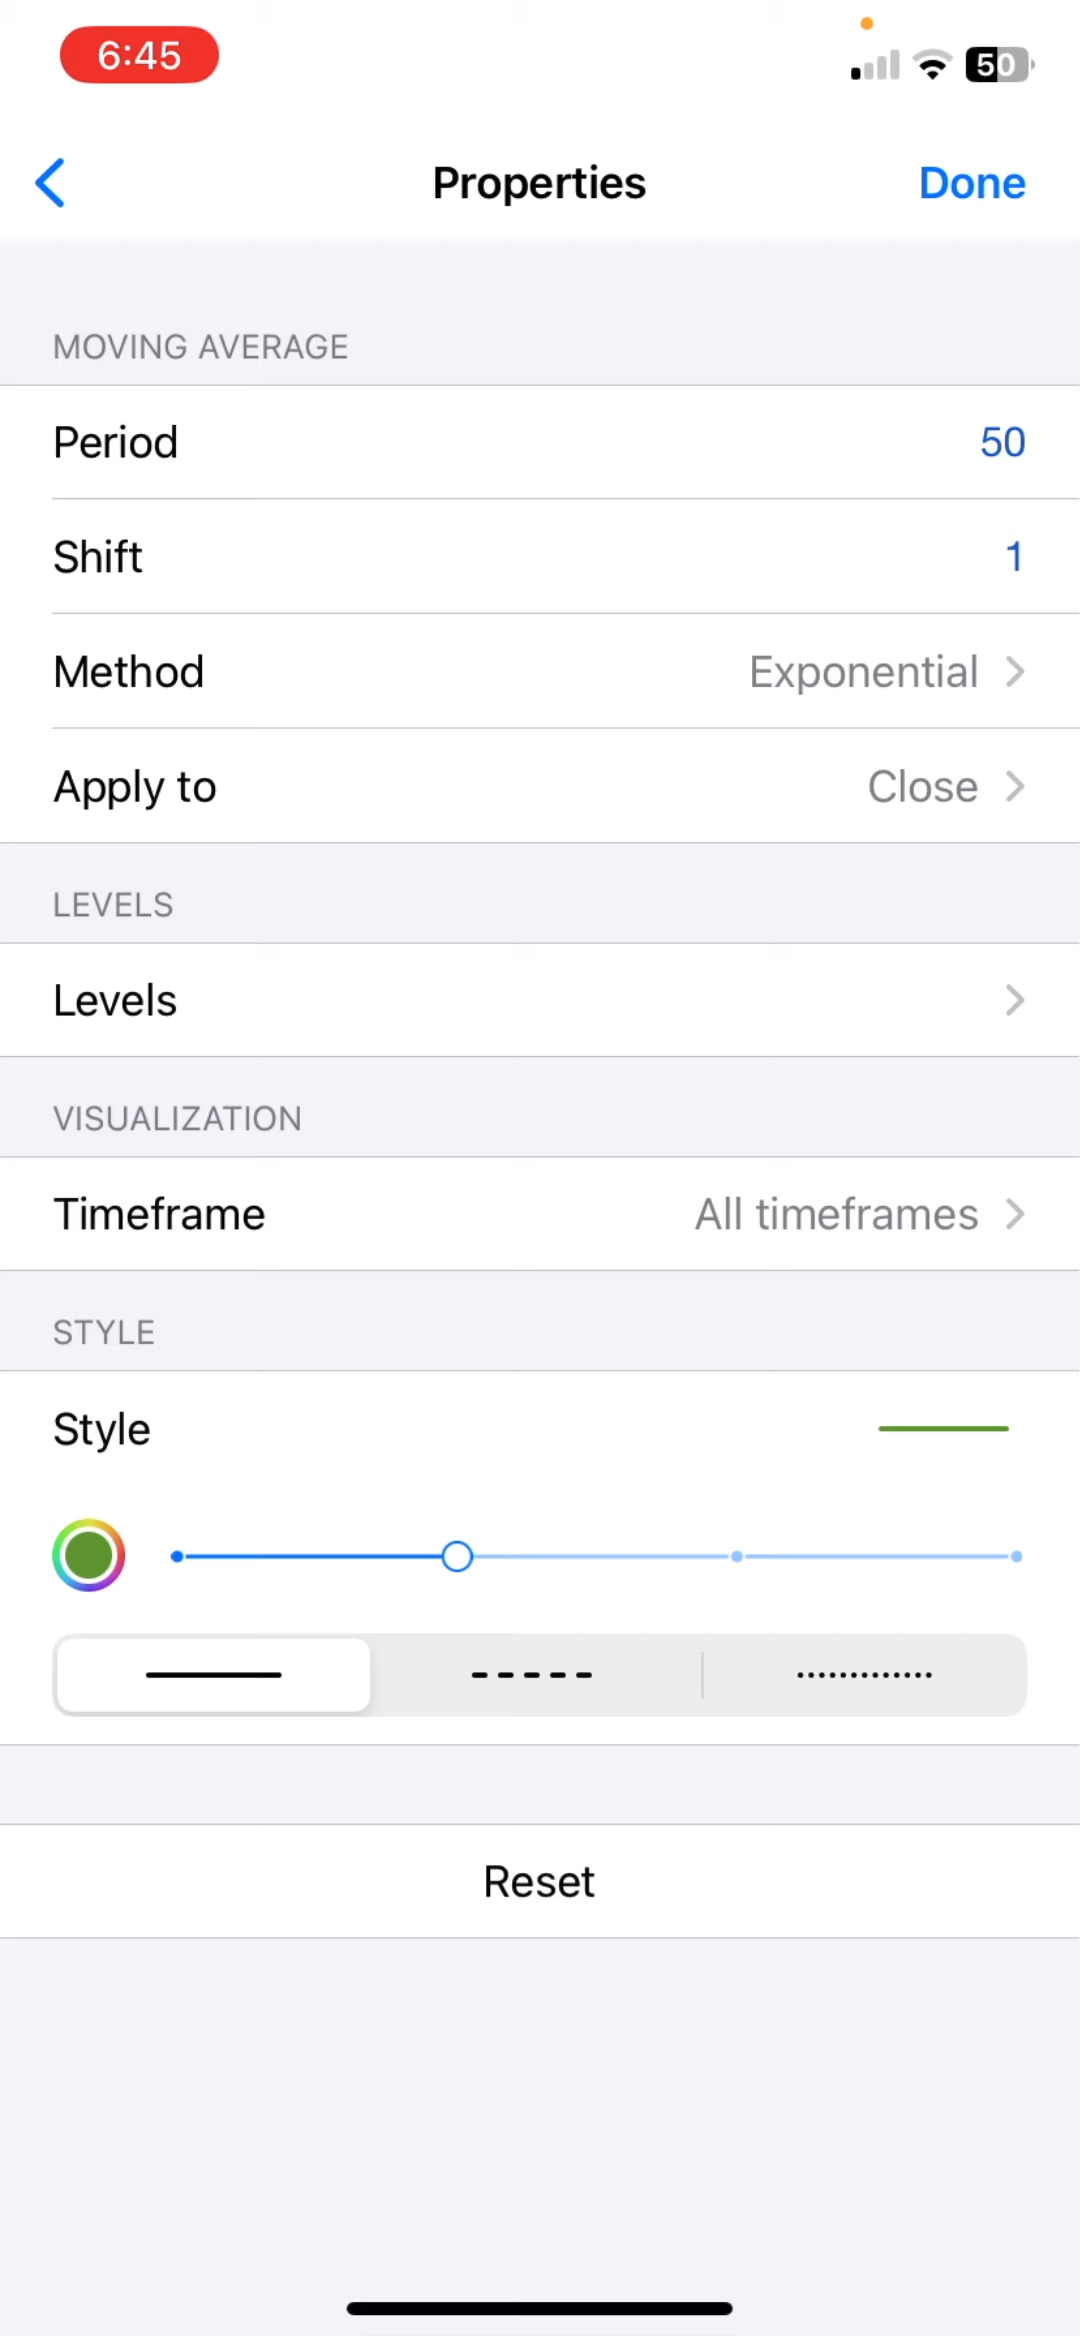 6:45
50
Properties
Done
MOVING AVERAGE
Period 50
Shift 1
Method Exponential
Apply to Close
LEVELS
Levels
VISUALIZATION
Timeframe All timeframes
STYLE
Style
Reset